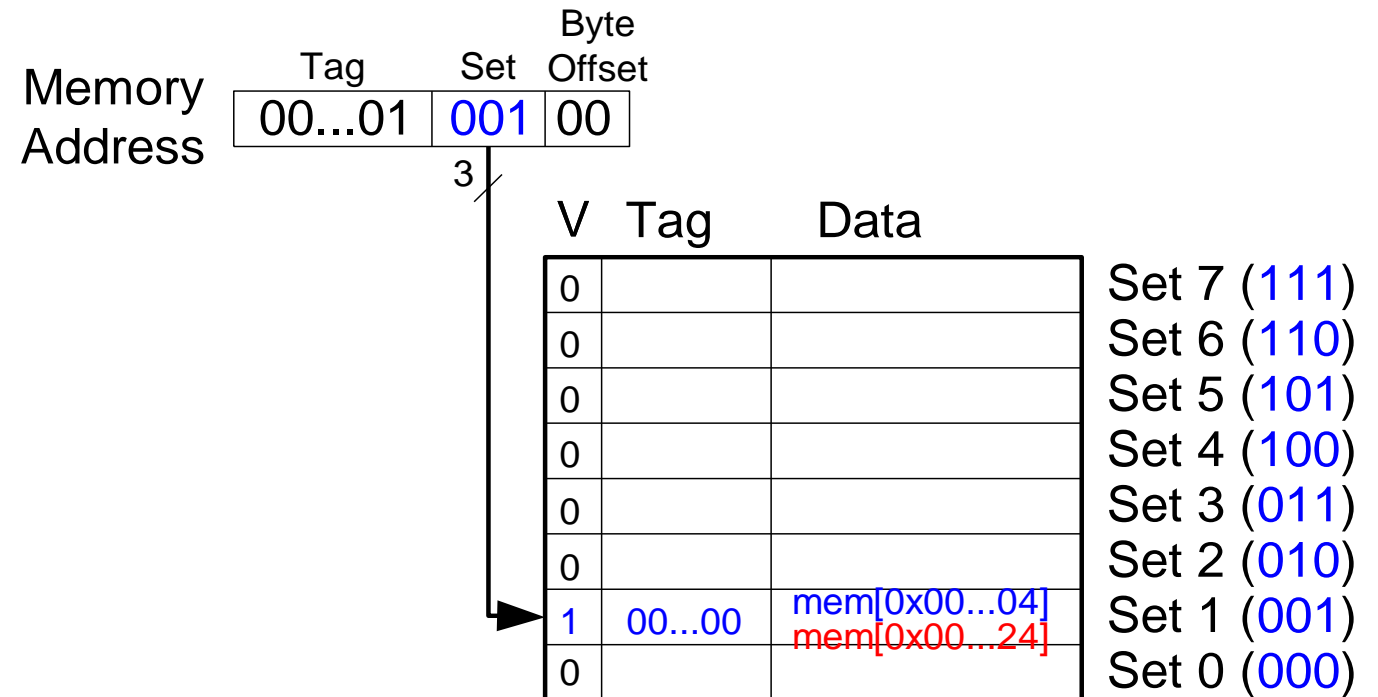 Memory Address
Tag Set Byte Offset
00...01 001 00
3
V Tag Data
0 Set 7 (111)
0 Set 6 (110)
0 Set 5 (101)
0 Set 4 (100)
0 Set 3 (011)
0 Set 2 (010)
1 00...00 mem[0x00...04] Set 1 (001)
mem[0x00...24]
0 Set 0 (000)